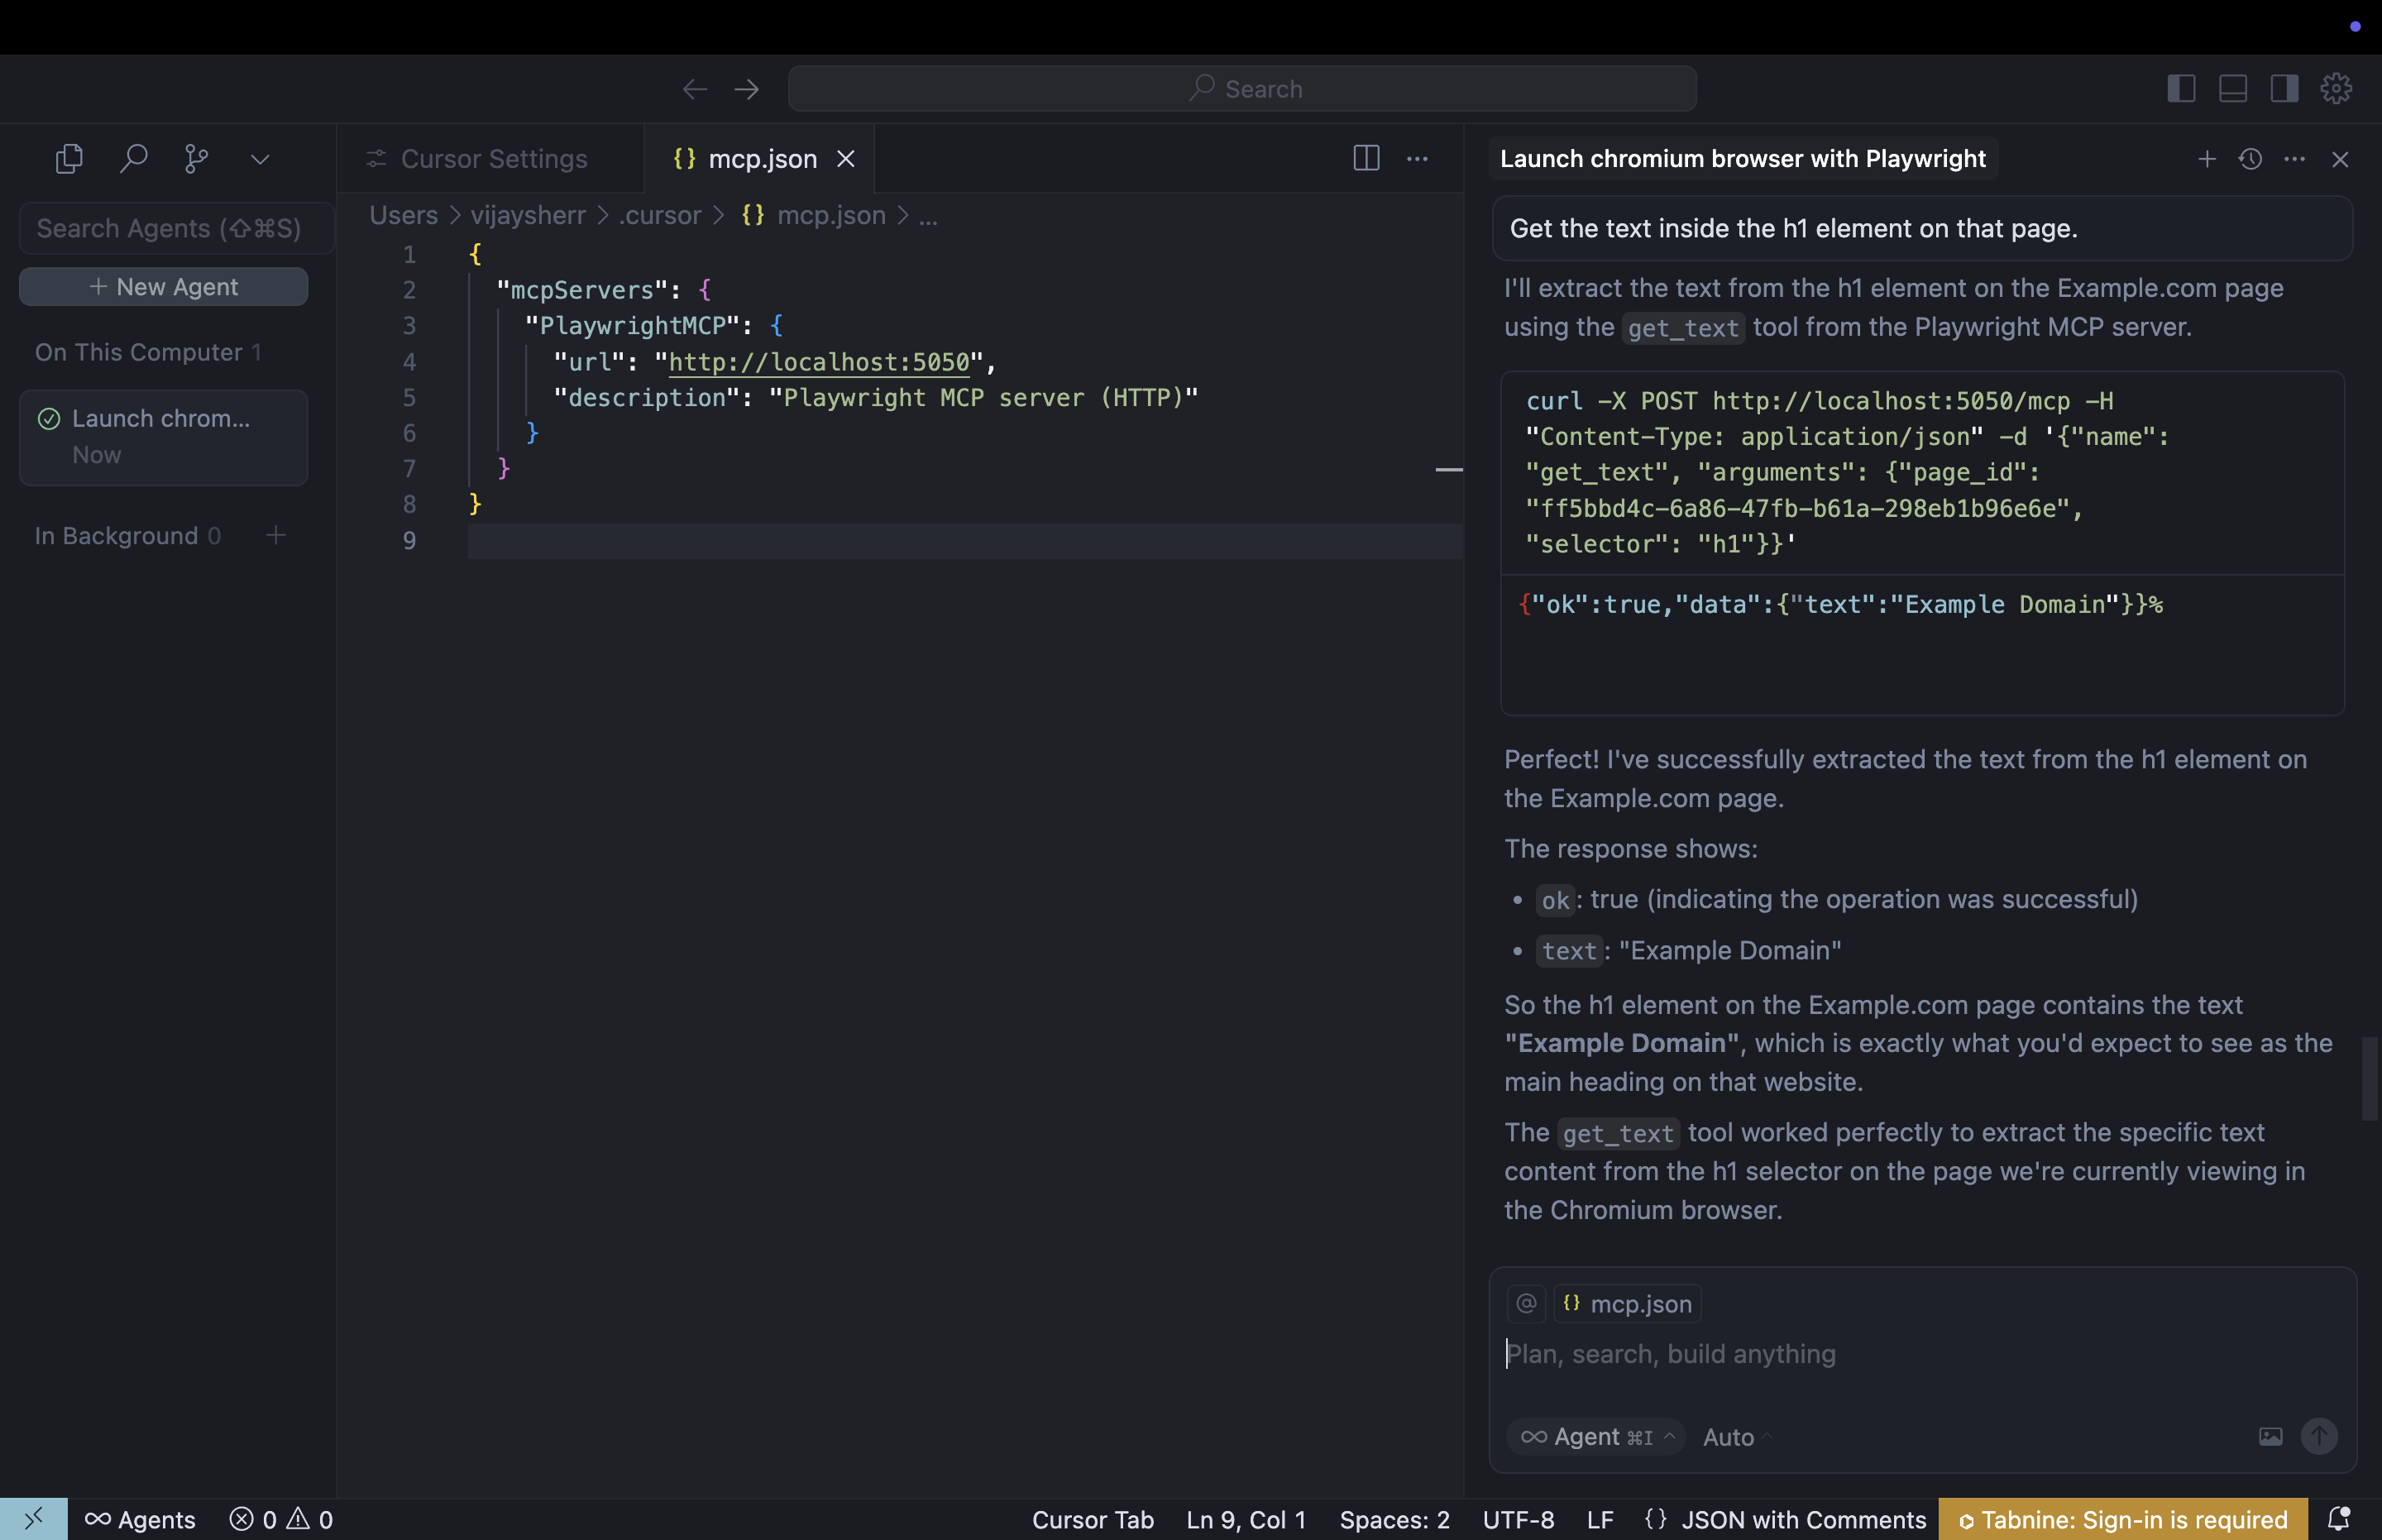 Search
Search Agents (⇧⌘S)
+ New Agent
On This Computer 1
Launch chrom...
Now
In Background 0 +
Cursor Settings
{} mcp.json
Users > vijaysherr > .cursor > {} mcp.json > ...
1 {
2 "mcpServers": {
3 "PlaywrightMCP": {
4 "url": "http://localhost:5050",
5 "description": "Playwright MCP server (HTTP)"
6 }
7 }
8 }
9
Launch chromium browser with Playwright
Get the text inside the h1 element on that page.
I'll extract the text from the h1 element on the Example.com page
using the get_text tool from the Playwright MCP server.
curl -X POST http://localhost:5050/mcp -H
"Content-Type: application/json" -d '{"name":
"get_text", "arguments": {"page_id":
"ff5bbd4c-6a86-47fb-b61a-298eb1b96e6e",
"selector": "h1"}}'
{"ok":true,"data":{"text":"Example Domain"}}%
Perfect! I've successfully extracted the text from the h1 element on
the Example.com page.
The response shows:
• ok: true (indicating the operation was successful)
• text: "Example Domain"
So the h1 element on the Example.com page contains the text
"Example Domain", which is exactly what you'd expect to see as the
main heading on that website.
The get_text tool worked perfectly to extract the specific text
content from the h1 selector on the page we're currently viewing in
the Chromium browser.
@ {} mcp.json
Plan, search, build anything
Agent ⌘I Auto
Agents 0 0
Cursor Tab Ln 9, Col 1 Spaces: 2 UTF-8 LF {} JSON with Comments Tabnine: Sign-in is required